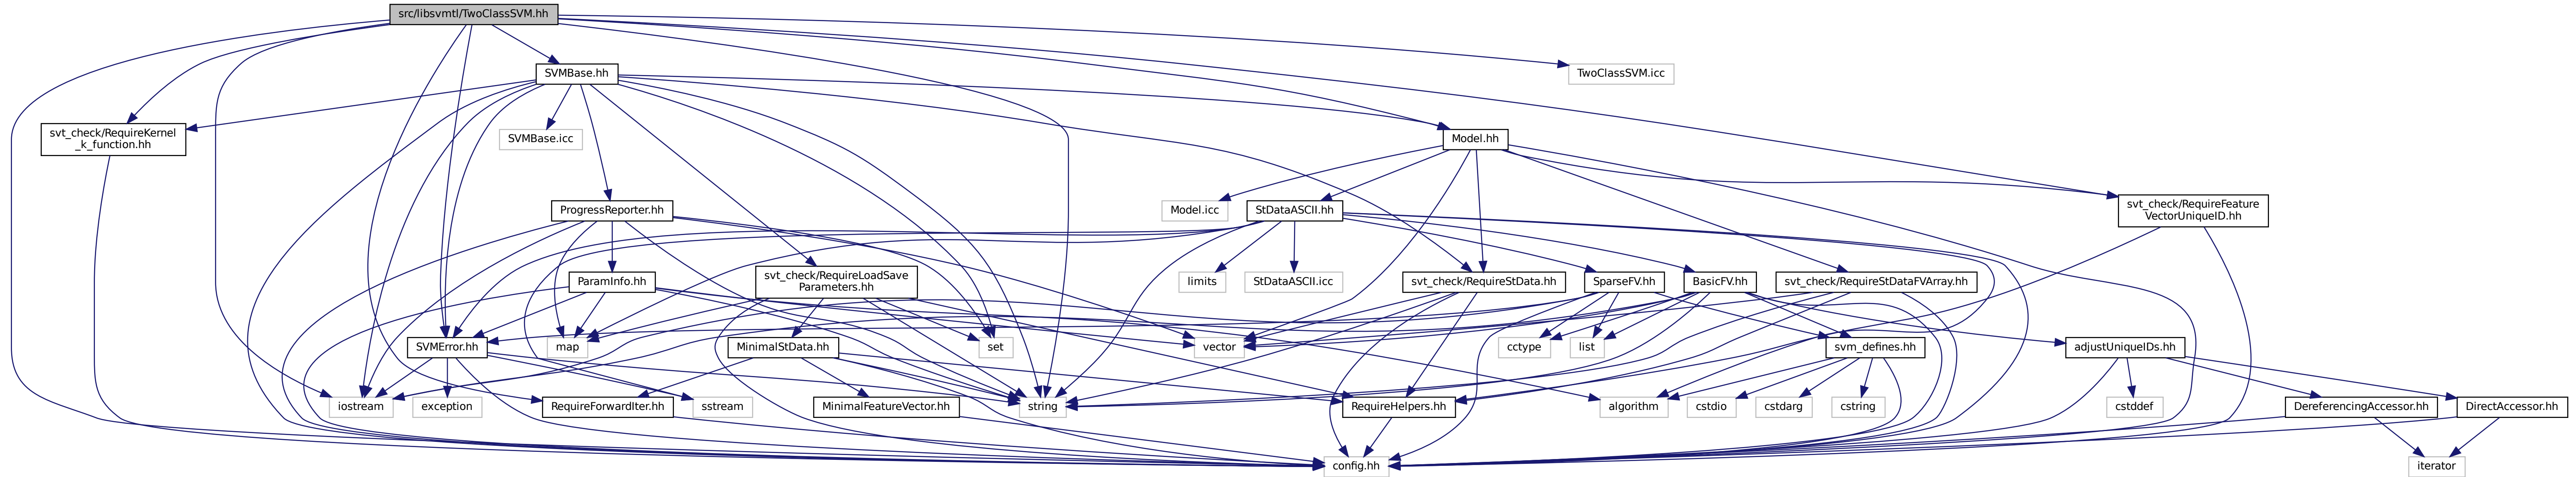 src/libsvmtl/TwoClassSVM.hh
SVMBase.hh
TwoClassSVM.icc
svt_check/RequireKernel
_k_function.hh
SVMBase.icc
Model.hh
ProgressReporter.hh
Model.icc
StDataASCII.hh
svt_check/RequireFeature
VectorUniqueID.hh
ParamInfo.hh
svt_check/RequireLoadSave
Parameters.hh
limits
StDataASCII.icc
svt_check/RequireStData.hh
SparseFV.hh
BasicFV.hh
svt_check/RequireStDataFVArray.hh
SVMError.hh
map
MinimalStData.hh
set
vector
cctype
list
svm_defines.hh
adjustUniqueIDs.hh
iostream
exception
RequireForwardIter.hh
sstream
MinimalFeatureVector.hh
string
RequireHelpers.hh
algorithm
cstdio
cstdarg
cstring
cstddef
DereferencingAccessor.hh
DirectAccessor.hh
config.hh
iterator